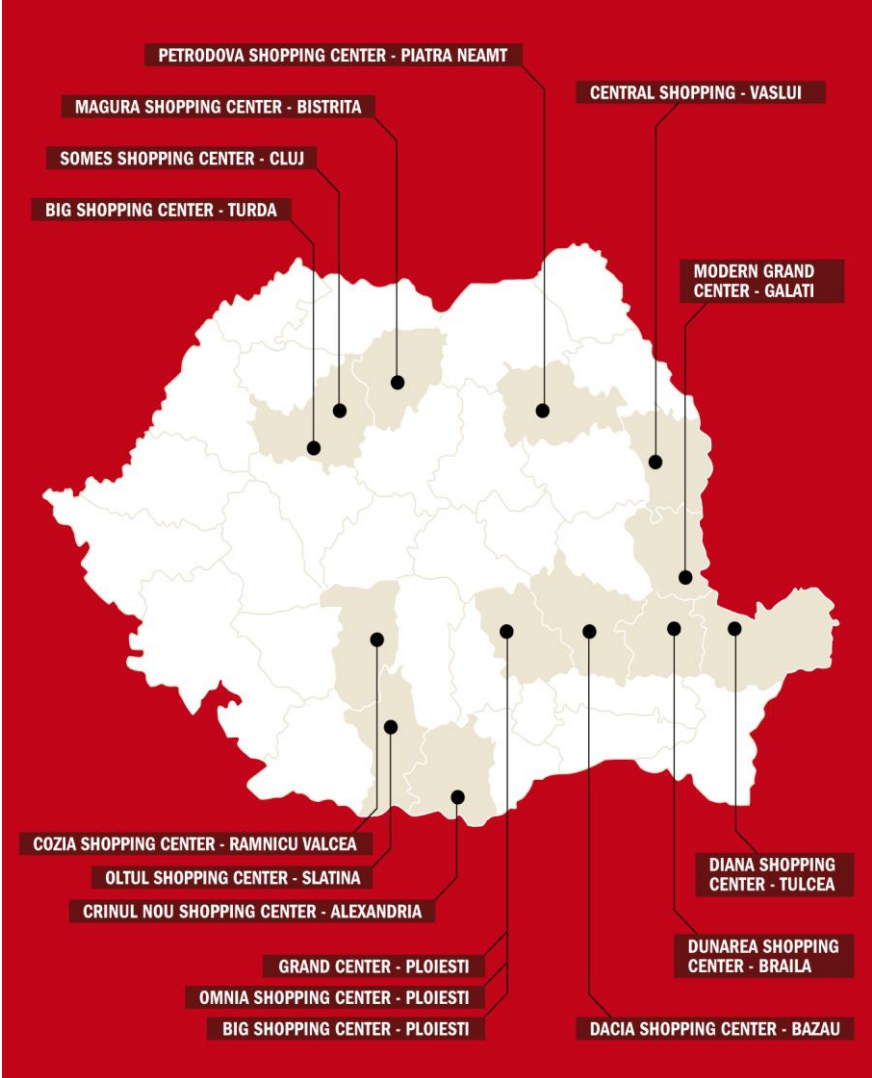 PETRODOVA SHOPPING CENTER - PIATRA NEAMT
CENTRAL SHOPPING - VASLUI
MAGURA SHOPPING CENTER - BISTRITA
SOMES SHOPPING CENTER - CLUJ
BIG SHOPPING CENTER - TURDA
MODERN GRAND
CENTER - GALATI
COZIA SHOPPING CENTER - RAMNICU VALCEA
OLTUL SHOPPING CENTER - SLATINA
CRINUL NOU SHOPPING CENTER - ALEXANDRIA
DIANA SHOPPING
CENTER - TULCEA
DUNAREA SHOPPING
CENTER - BRAILA
GRAND CENTER - PLOIESTI
OMNIA SHOPPING CENTER - PLOIESTI
BIG SHOPPING CENTER - PLOIESTI
DACIA SHOPPING CENTER - BAZAU